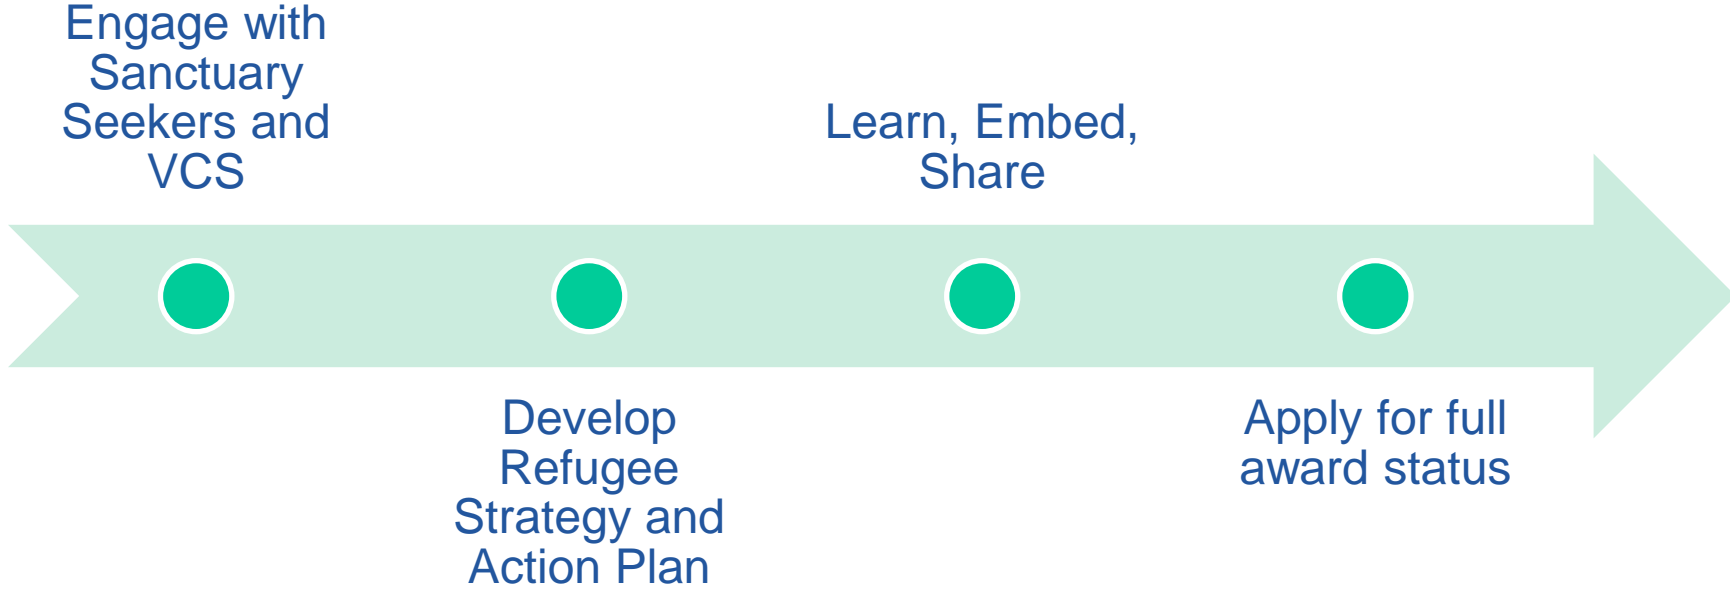 Engage with
Sanctuary
Seekers and
VCS
Develop
Refugee
Strategy and
Action Plan
Learn, Embed,
Share
Apply for full
award status